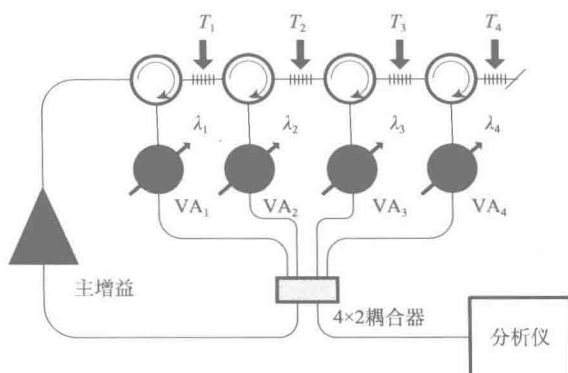 T1 T2 T3 T4
λ1 λ2 λ3 λ4
VA1 VA2 VA3 VA4
主增益
4×2耦合器
分析仪